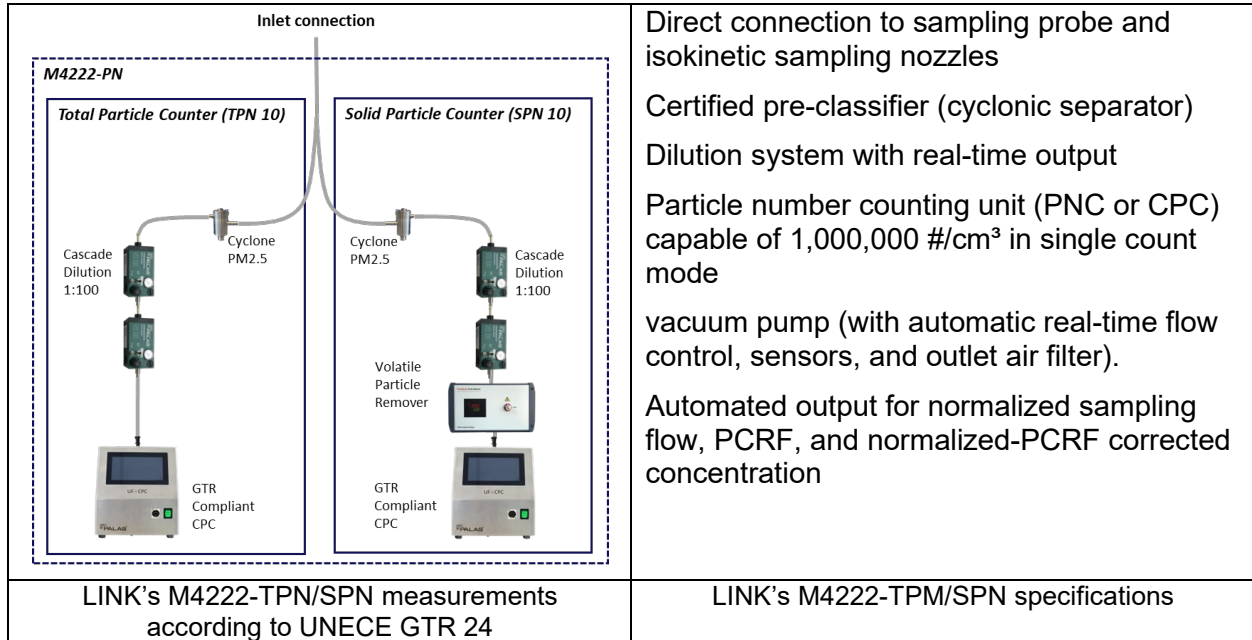 Inlet connection
M4222-PN
Total Particle Counter (TPN 10)
Cyclone
PM2.5
Cascade
Dilution
1:100
UF-CPC
PALAS
GTR
Compliant
CPC
Solid Particle Counter (SPN 10)
Cyclone
PM2.5
Cascade
Dilution
1:100
Volatile
Particle
Remover
UF-CPC
PALAS
GTR
Compliant
CPC
LINK’s M4222-TPN/SPN measurements
according to UNECE GTR 24
Direct connection to sampling probe and
isokinetic sampling nozzles
Certified pre-classifier (cyclonic separator)
Dilution system with real-time output
Particle number counting unit (PNC or CPC)
capable of 1,000,000 #/cm³ in single count
mode
vacuum pump (with automatic real-time flow
control, sensors, and outlet air filter).
Automated output for normalized sampling
flow, PCRF, and normalized-PCRF corrected
concentration
LINK’s M4222-TPM/SPN specifications